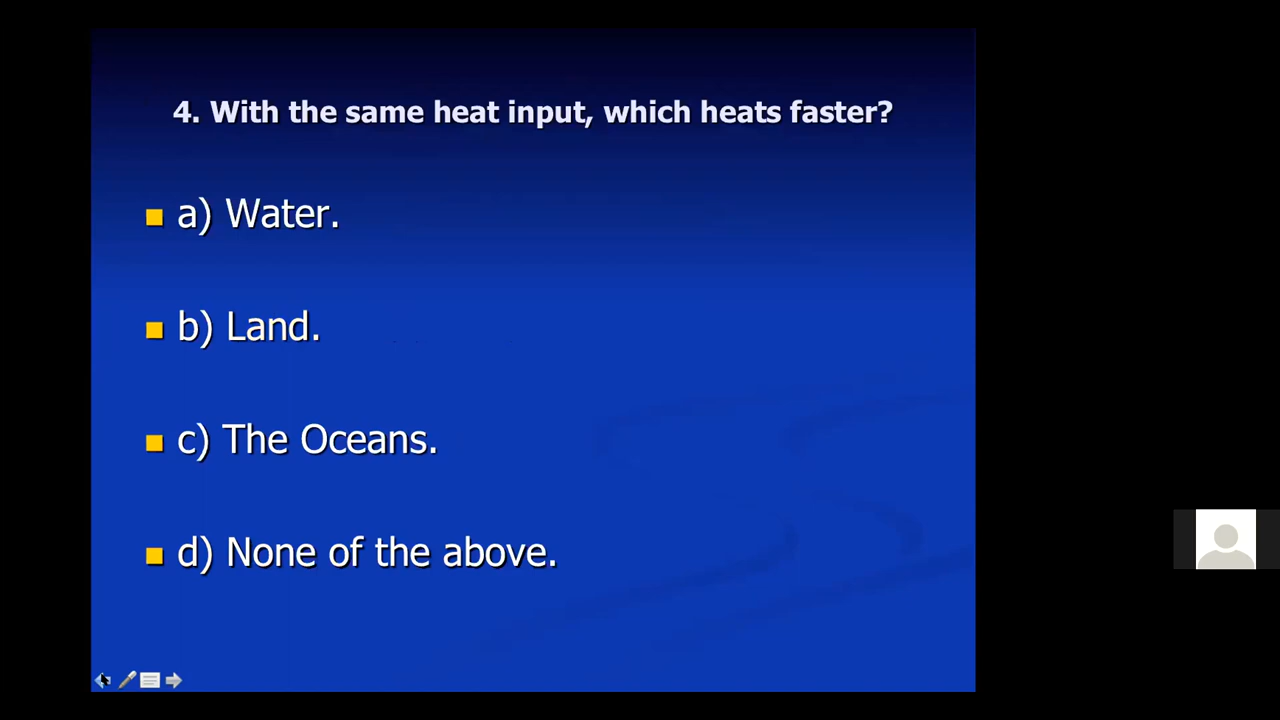 4. With the same heat input, which heats faster?
a) Water.
b) Land.
c) The Oceans.
d) None of the above.